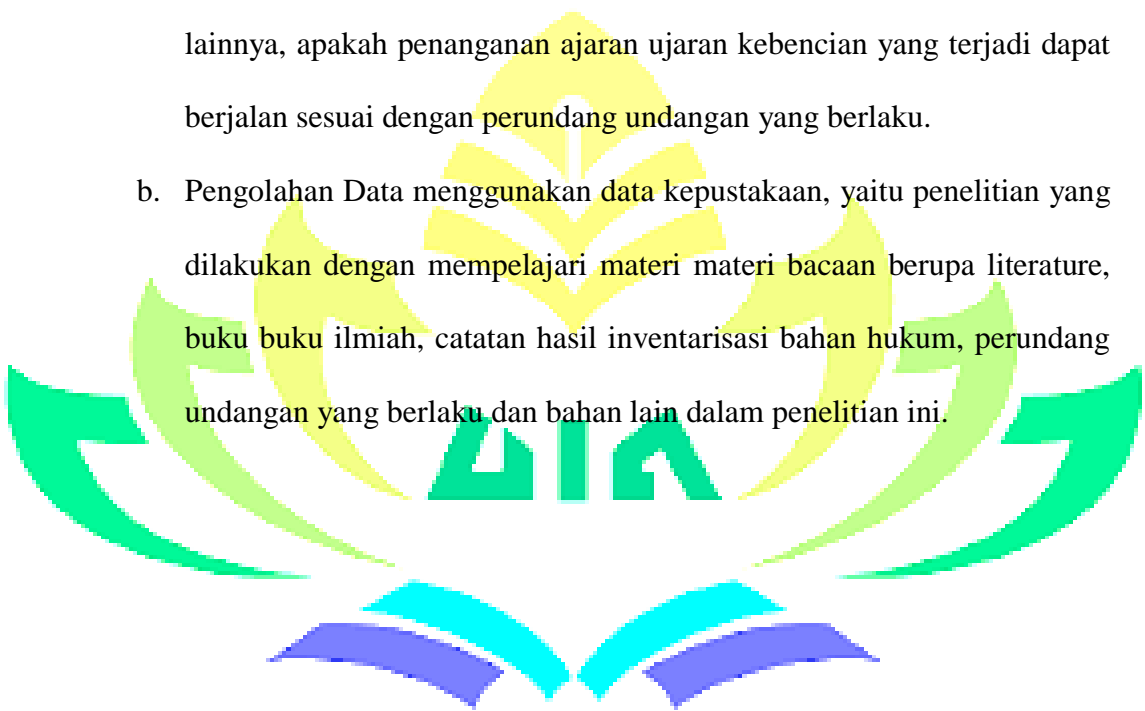 lainnya, apakah penanganan ajaran ujaran kebencian yang terjadi dapat
berjalan sesuai dengan perundang undangan yang berlaku.
b. Pengolahan Data menggunakan data kepustakaan, yaitu penelitian yang
dilakukan dengan mempelajari materi materi bacaan berupa literature,
buku buku ilmiah, catatan hasil inventarisasi bahan hukum, perundang
undangan yang berlaku dan bahan lain dalam penelitian ini.